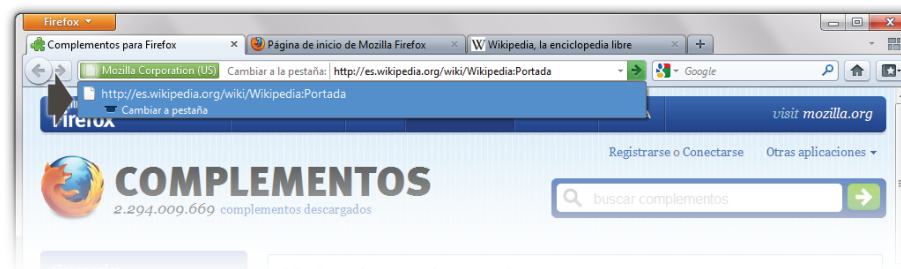 Firefox
Complementos para Firefox
Página de inicio de Mozilla Firefox
W Wikipedia, la enciclopedia libre
Mozilla Corporation (US) Cambiar a la pestaña: http://es.wikipedia.org/wiki/Wikipedia:Portada
Google
http://es.wikipedia.org/wiki/Wikipedia:Portada
Cambiar a pestaña
Firefox
visit mozilla.org
Registrarse o Conectarse
Otras aplicaciones
COMPLEMENTOS
2.294.009.669 complementos descargados
buscar complementos